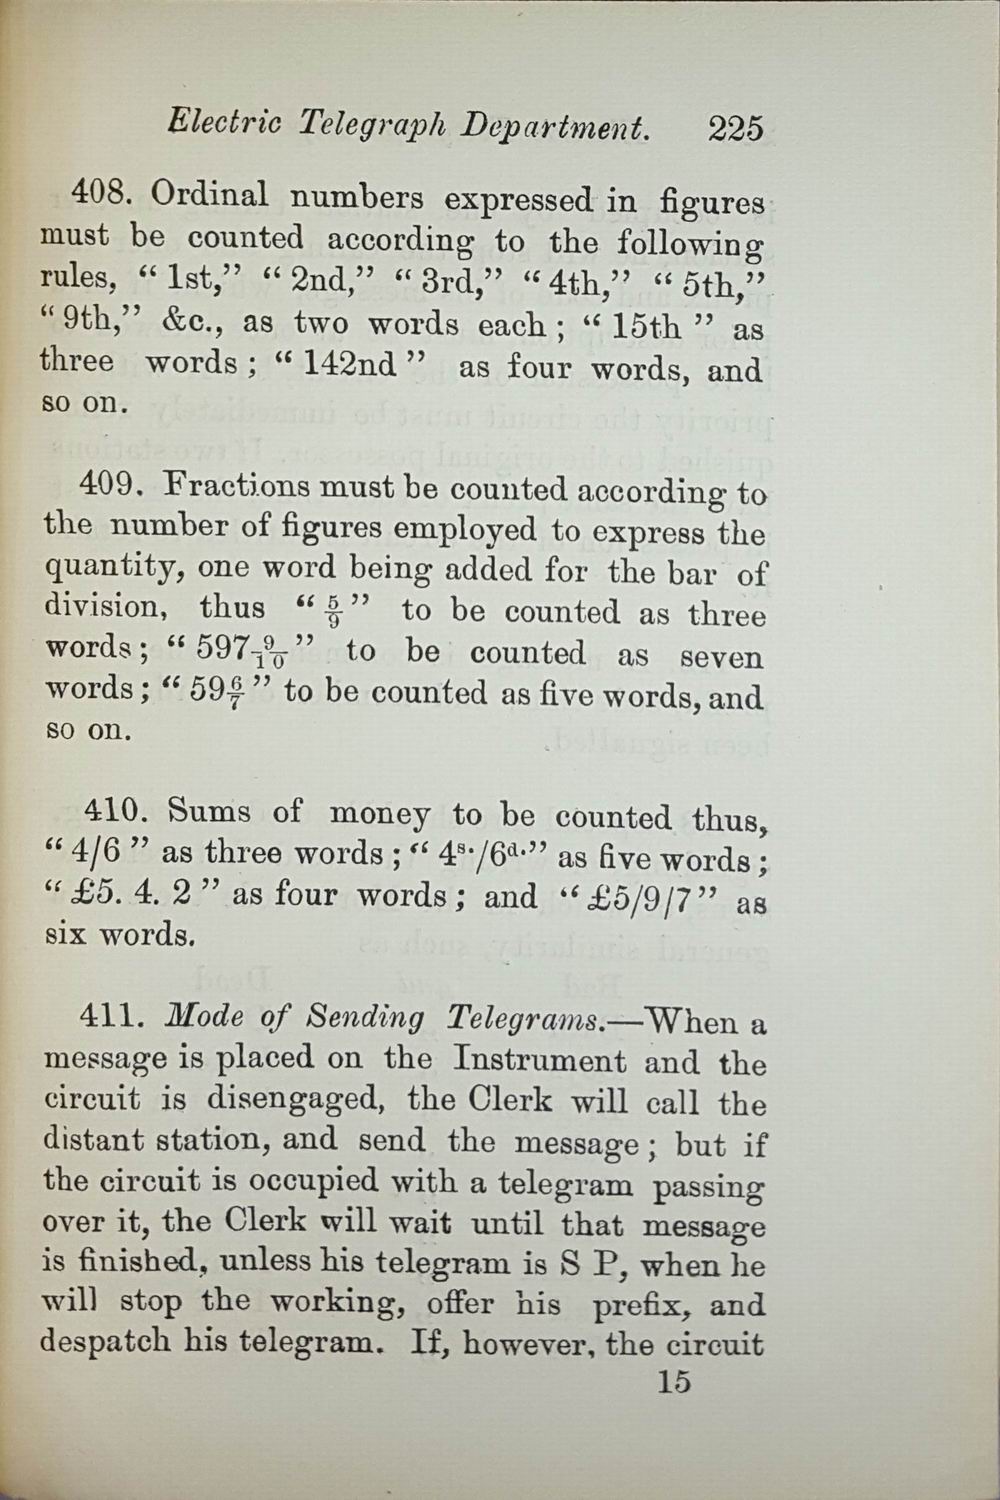 Electric Telegraph Department. 225
408. Ordinal numbers expressed in figures
must be counted according to the following
rules, “ 1st,” “ 2nd,” “ 3rd,” “ 4th,” “ 5th,”
“ 9th,” &c., as two words each ; “ 15th ” as
three words ; “ 142nd ” as four words, and
so on.
409. Fractions must be counted according to
the number of figures employed to express the
quantity, one word being added for the bar of
division, thus “ 5/9 ” to be counted as three
words ; “ 597 9/10 ” to be counted as seven
words ; “ 59 6/7 ” to be counted as five words, and
so on.
410. Sums of money to be counted thus,
“ 4/6 ” as three words ; “ 4s./6d.” as five words ;
“ £5. 4. 2 ” as four words ; and “ £5/9/7 ” as
six words.
411. Mode of Sending Telegrams.—When a
message is placed on the Instrument and the
circuit is disengaged, the Clerk will call the
distant station, and send the message ; but if
the circuit is occupied with a telegram passing
over it, the Clerk will wait until that message
is finished, unless his telegram is S P, when he
will stop the working, offer his prefix, and
despatch his telegram. If, however, the circuit
15